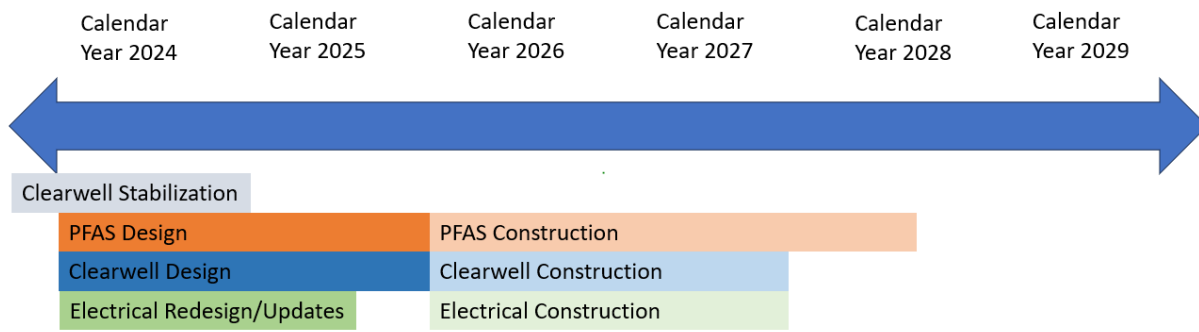 Calendar Year 2024
Calendar Year 2025
Calendar Year 2026
Calendar Year 2027
Calendar Year 2028
Calendar Year 2029
Clearwell Stabilization
PFAS Design
PFAS Construction
Clearwell Design
Clearwell Construction
Electrical Redesign/Updates
Electrical Construction